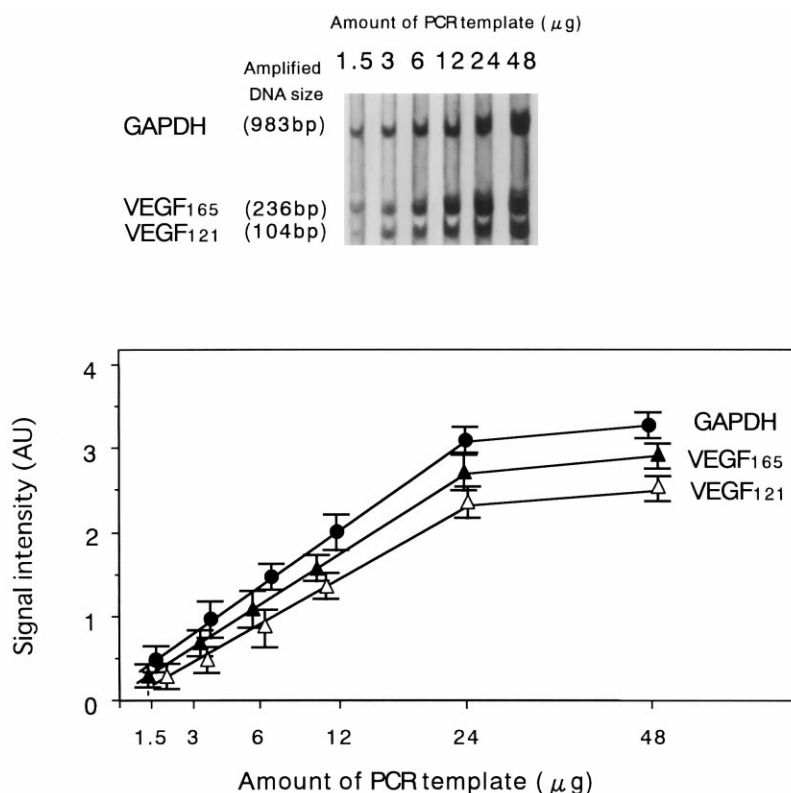 Amount of PCR template ( μg)
Amplified DNA size 1.5 3 6 12 24 48
GAPDH (983bp)
VEGF165 (236bp)
VEGF121 (104bp)
4
3
2
1
0
Signal intensity (AU)
GAPDH
VEGF165
VEGF121
1.5 3 6 12 24 48
Amount of PCR template ( μg)